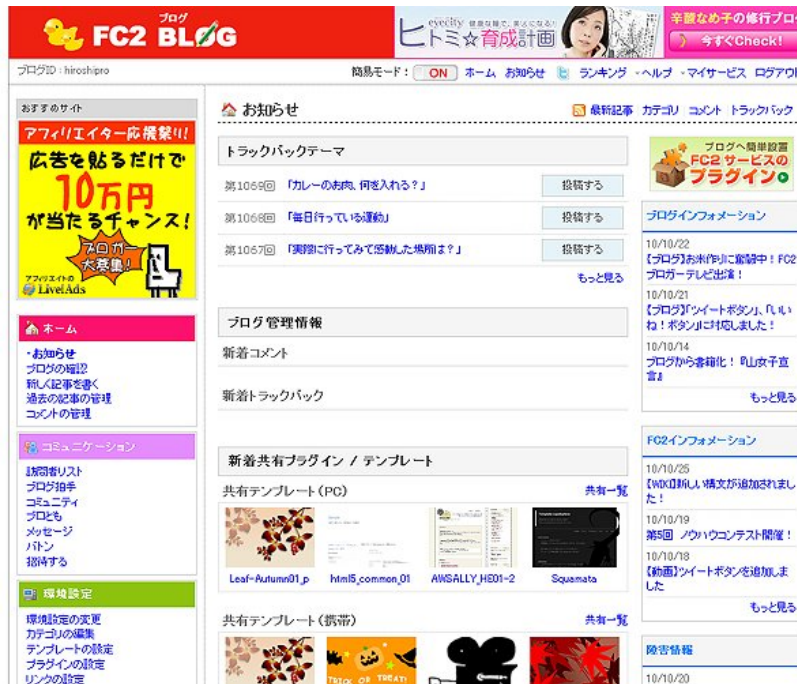 ブログ
FC2 BLOG
eyecity 健康な瞳で、美人になる!
ヒトミ☆育成計画
辛酸なめ子の修行ブロ
今すぐCheck!
ブログID : hiroshipro
簡易モード : ON ホーム お知らせ ランキング ヘルプ マイサービス ログアウ
おすすめサイト
アフィリエイター応援祭り!
広告を貼るだけで
10万円
が当たるチャンス!
ブロガー
大募集!
アフィリエイトの
LivelAds
ホーム
・お知らせ
ブログの確認
新しく記事を書く
過去の記事の管理
コメントの管理
コミュニケーション
訪問者リスト
ブログ拍手
コミュニティ
ブロとも
メッセージ
バトン
招待する
環境設定
環境設定の変更
カテゴリの編集
テンプレートの設定
プラグインの設定
リンクの設定
お知らせ
最新記事 カテゴリ コメント トラックバック
トラックバックテーマ
第1069回 「カレーのお肉、何を入れる?」 投稿する
第1068回 「毎日行っている運動」 投稿する
第1067回 「実際に行ってみて感動した場所は?」 投稿する
もっと見る
ブログ管理情報
新着コメント
新着トラックバック
新着共有プラグイン / テンプレート
共有テンプレート(PC) 共有一覧
Leaf-Autumn01_p html5_common_01 AWSALLY_HE01-2 Squamata
共有テンプレート(携帯) 共有一覧
TRICK OR TREAT!
ブログへ簡単設置
FC2 サービスの
プラグイン
ブログインフォメーション
10/10/22
【ブログ】お米作りに奮闘中!FC2
ブロガーテレビ出演!
10/10/21
【ブログ】「ツイートボタン」、「いい
ね!ボタン」に対応しました!
10/10/14
ブログから書籍化! 『山女子宣
言』
もっと見る
FC2インフォメーション
10/10/25
【WIKI】新しい構文が追加されまし
た!
10/10/19
第5回 ノウハウコンテスト開催!
10/10/18
【動画】ツイートボタンを追加しま
した
もっと見る
障害情報
10/10/20